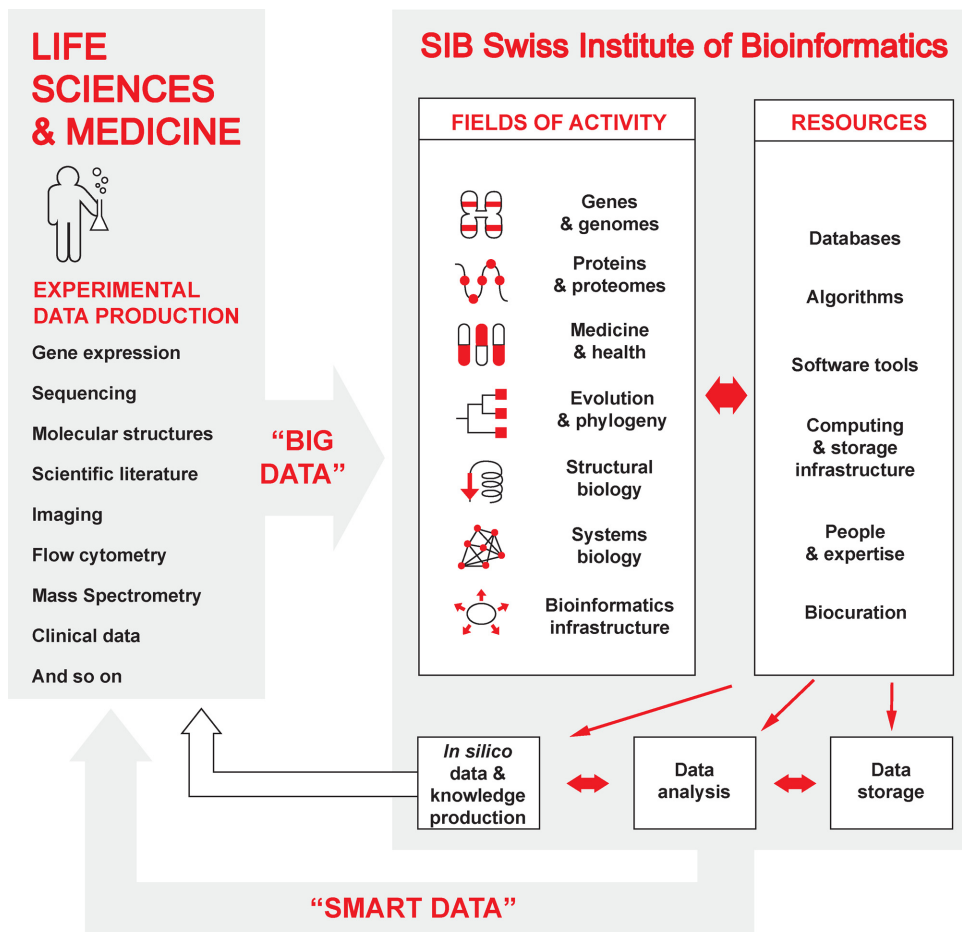 LIFE
SCIENCES
& MEDICINE
EXPERIMENTAL
DATA PRODUCTION
Gene expression
Sequencing
Molecular structures
Scientific literature
Imaging
Flow cytometry
Mass Spectrometry
Clinical data
And so on
“BIG
DATA”
SIB Swiss Institute of Bioinformatics
FIELDS OF ACTIVITY
Genes
& genomes
Proteins
& proteomes
Medicine
& health
Evolution
& phylogeny
Structural
biology
Systems
biology
Bioinformatics
infrastructure
RESOURCES
Databases
Algorithms
Software tools
Computing
& storage
infrastructure
People
& expertise
Biocuration
In silico
data &
knowledge
production
Data
analysis
Data
storage
“SMART DATA”